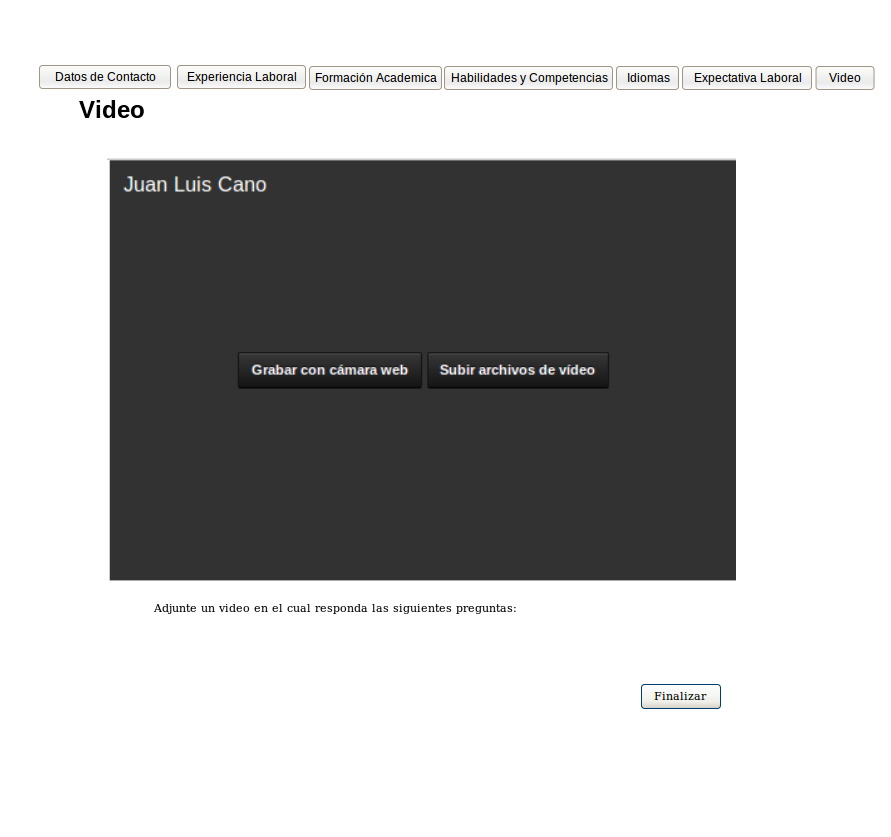 Datos de Contacto Experiencia Laboral Formación Academica Habilidades y Competencias Idiomas Expectativa Laboral Video
Video
Juan Luis Cano
Grabar con cámara web Subir archivos de vídeo
Adjunte un video en el cual responda las siguientes preguntas:
Finalizar